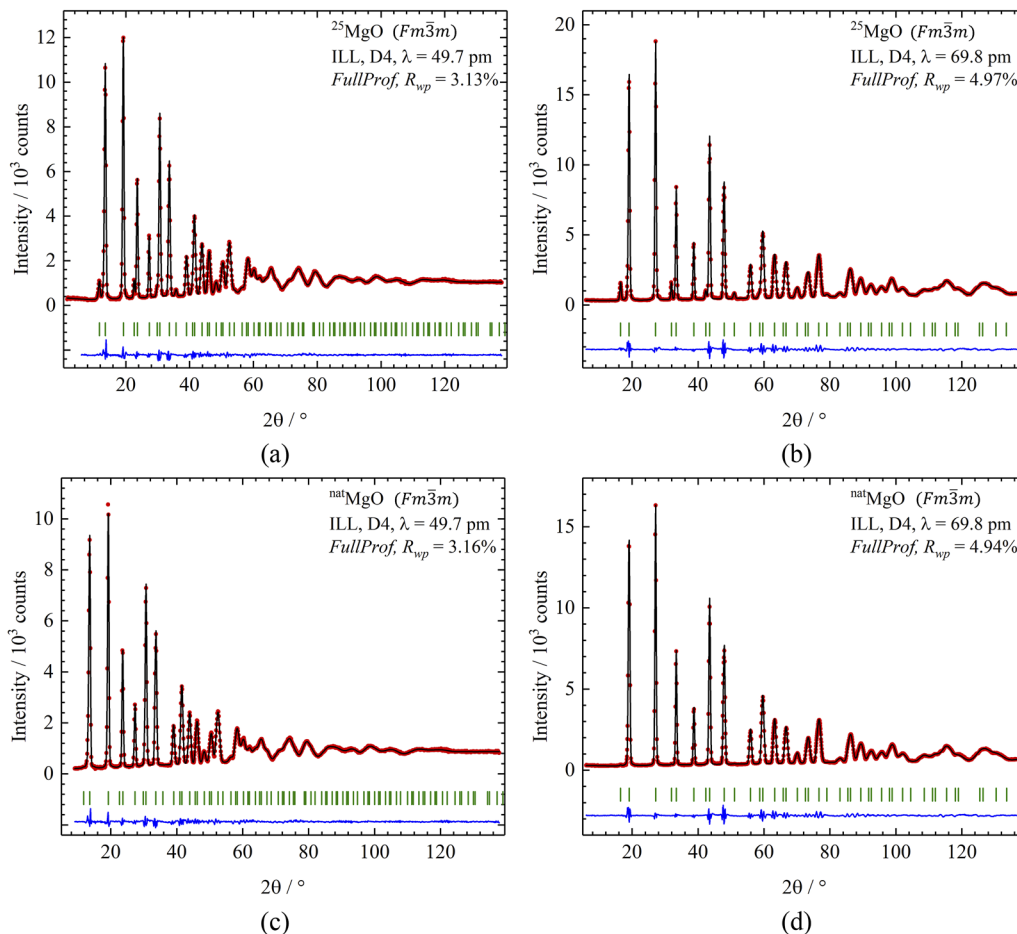 ²⁵MgO (Fm3̅m)
ILL, D4, λ = 49.7 pm
FullProf, Rwp = 3.13%
Intensity / 10³ counts
12
10
8
6
4
2
0
20 40 60 80 100 120
2θ / °
(a)
²⁵MgO (Fm3̅m)
ILL, D4, λ = 69.8 pm
FullProf, Rwp = 4.97%
Intensity / 10³ counts
20
15
10
5
0
20 40 60 80 100 120
2θ / °
(b)
ⁿᵃᵗMgO (Fm3̅m)
ILL, D4, λ = 49.7 pm
FullProf, Rwp = 3.16%
Intensity / 10³ counts
10
8
6
4
2
0
20 40 60 80 100 120
2θ / °
(c)
ⁿᵃᵗMgO (Fm3̅m)
ILL, D4, λ = 69.8 pm
FullProf, Rwp = 4.94%
Intensity / 10³ counts
15
10
5
0
20 40 60 80 100 120
2θ / °
(d)